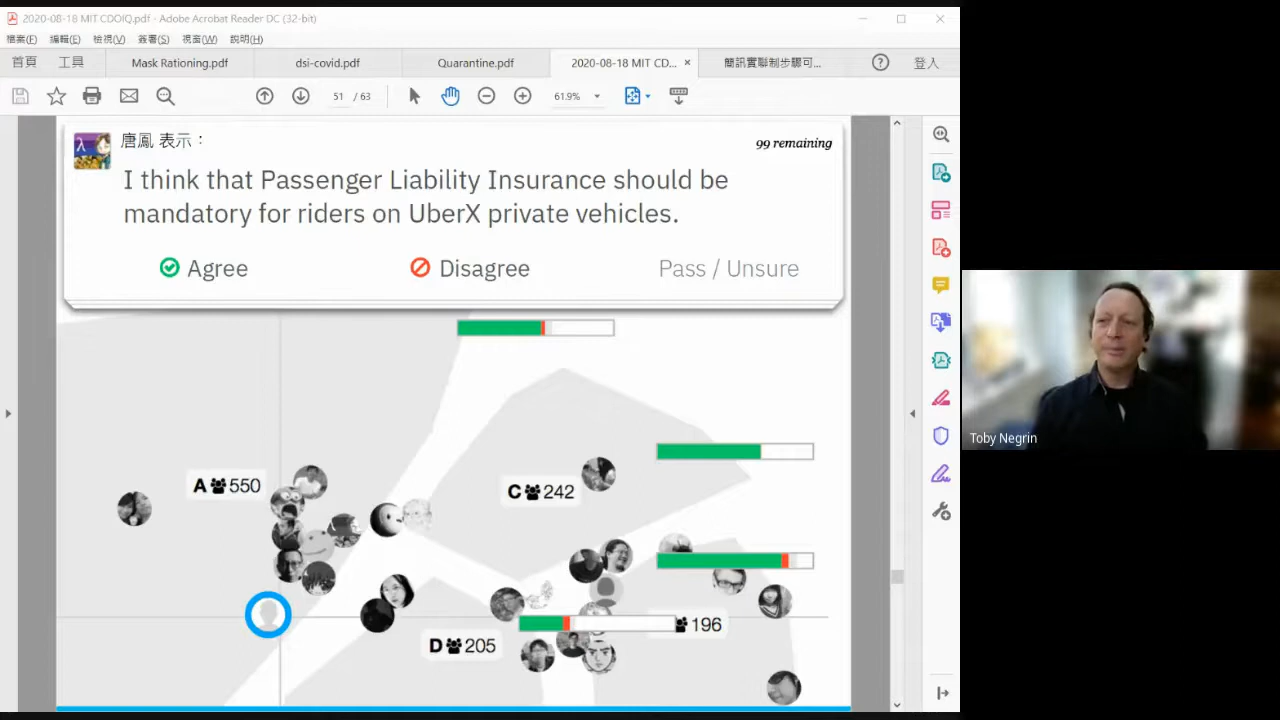 2020-08-18 MIT CDOIQ.pdf - Adobe Acrobat Reader DC (32-bit)
檔案(F) 編輯(E) 檢視(V) 簽署(S) 視窗(W) 說明(H)
首頁 工具 Mask Rationing.pdf dsi-covid.pdf Quarantine.pdf 2020-08-18 MIT CD... × 簡訊實聯制步驟可... 登入
51 / 63 61.9%
唐鳳 表示：
99 remaining
I think that Passenger Liability Insurance should be
mandatory for riders on UberX private vehicles.
Agree Disagree Pass / Unsure
A 550
C 242
196
D 205
Toby Negrin